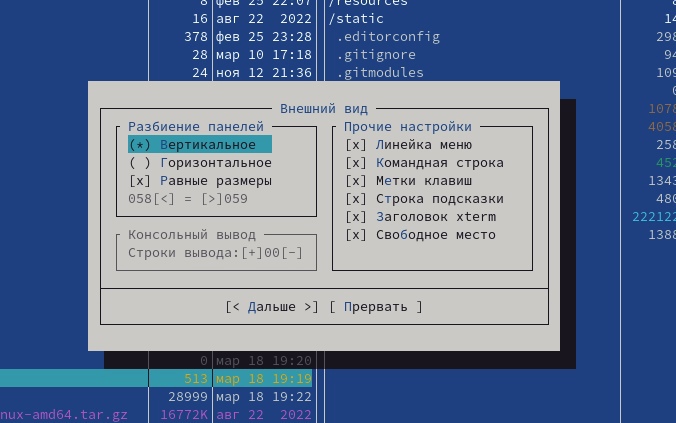 8 фев 25 22:07 /resources
16 авг 22 2022 /static 14
378 фев 25 23:28 .editorconfig 298
28 мар 10 17:18 .gitignore 94
24 ноя 12 21:36 .gitmodules 109
0
Внешний вид 1078
Разбиение панелей Прочие настройки 4058
(*) Вертикальное [x] Линейка меню 258
( ) Горизонтальное [x] Командная строка 452
[x] Равные размеры [x] Метки клавиш 1343
058[<] = [>]059 [x] Строка подсказки 480
[x] Заголовок xterm 222122
Консольный вывод [x] Свободное место 1388
Строки вывода:[+]00[-]
[< Дальше >] [ Прервать ]
0 мар 18 19:20
513 мар 18 19:19
28999 мар 18 19:22
nux-amd64.tar.gz 16772K авг 22 2022